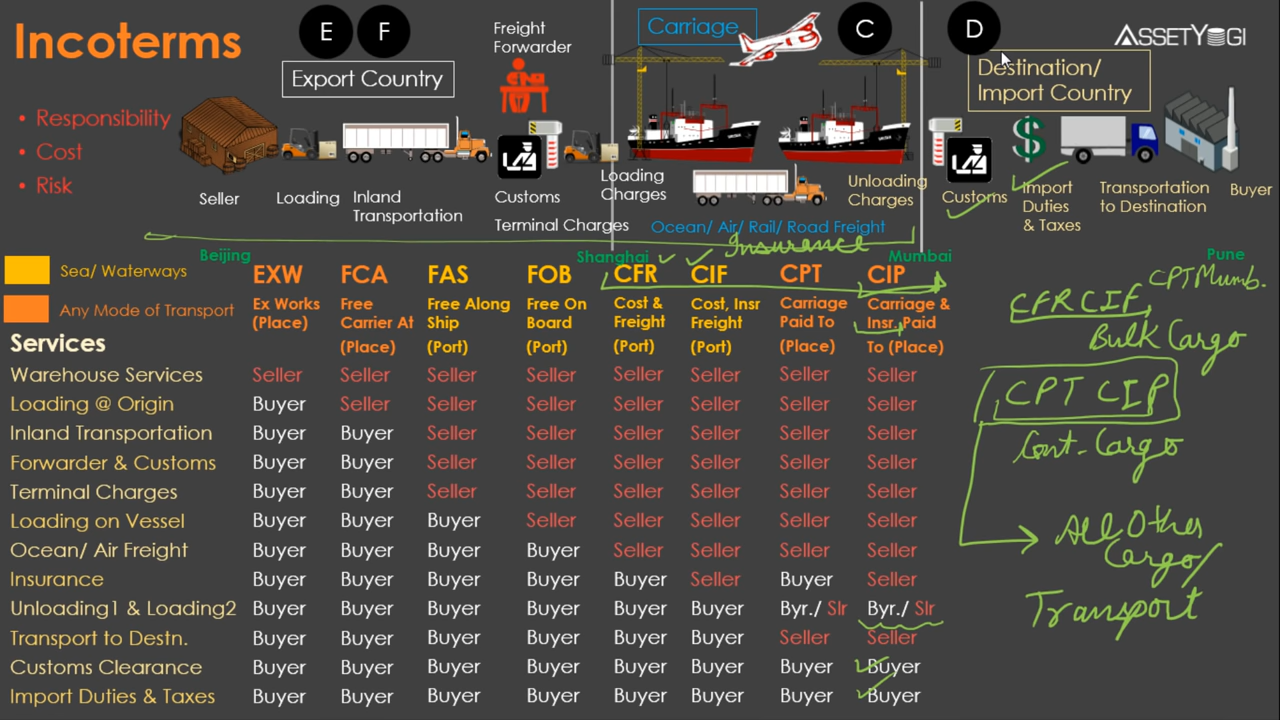 Incoterms
E F
Export Country
Freight
Forwarder
Carriage
C
D
ASSETYOGI
Destination/
Import Country
• Responsibility
• Cost
• Risk
Seller
Loading
Inland
Transportation
Customs
Terminal Charges
Loading
Charges
Unloading
Charges
Ocean/ Air/ Rail/ Road Freight
Customs
Import
Duties
& Taxes
Transportation
to Destination
Buyer
Insurance
Beijing
Shanghai
Mumbai
Pune
Sea/ Waterways
Any Mode of Transport
EXW FCA FAS FOB CFR CIF CPT CIP
Ex Works
(Place)
Free
Carrier At
(Place)
Free Along
Ship
(Port)
Free On
Board
(Port)
Cost &
Freight
(Port)
Cost, Insr
Freight
(Port)
Carriage
Paid To
(Place)
Carriage &
Insr. Paid
To (Place)
Services
Warehouse Services Seller Seller Seller Seller Seller Seller Seller Seller
Loading @ Origin Buyer Seller Seller Seller Seller Seller Seller Seller
Inland Transportation Buyer Buyer Seller Seller Seller Seller Seller Seller
Forwarder & Customs Buyer Buyer Seller Seller Seller Seller Seller Seller
Terminal Charges Buyer Buyer Seller Seller Seller Seller Seller Seller
Loading on Vessel Buyer Buyer Buyer Seller Seller Seller Seller Seller
Ocean/ Air Freight Buyer Buyer Buyer Buyer Seller Seller Seller Seller
Insurance Buyer Buyer Buyer Buyer Buyer Seller Buyer Seller
Unloading1 & Loading2 Buyer Buyer Buyer Buyer Buyer Buyer Byr./ Slr Byr./ Slr
Transport to Destn. Buyer Buyer Buyer Buyer Buyer Buyer Seller Seller
Customs Clearance Buyer Buyer Buyer Buyer Buyer Buyer Buyer Buyer
Import Duties & Taxes Buyer Buyer Buyer Buyer Buyer Buyer Buyer Buyer
CPT Mumb.
CFR CIF,
Bulk Cargo
CPT CIP
Cont. Cargo
All Other
Cargo/
Transport